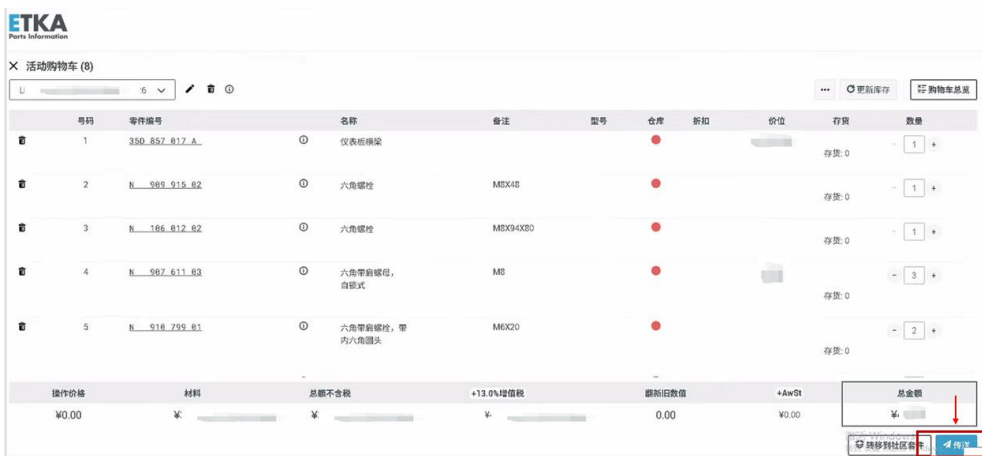 ETKA
Parts Information
活动购物车 (8)
更新库存
购物车总览
号码 零件编号 名称 备注 型号 仓库 折扣 价位 存货 数量
1 35D 857 017 A 仪表板横梁 存货: 0 - 1 +
2 N 909 915 02 六角螺栓 M8X48 存货: 0 - 1 +
3 N 106 012 02 六角螺栓 M8X94X80 存货: 0 - 1 +
4 N 907 611 03 六角带肩螺母, M8 存货: 0 - 3 +
自锁式
5 N 910 799 01 六角带肩螺栓, 带 M6X20 存货: 0 - 2 +
内六角圆头
操作价格 材料 总额不含税 +13.0%增值税 翻新旧数值 +AwSt 总金额
¥0.00 ¥ ¥ ¥ 0.00 ¥0.00 ¥
转移到社区套件
传送